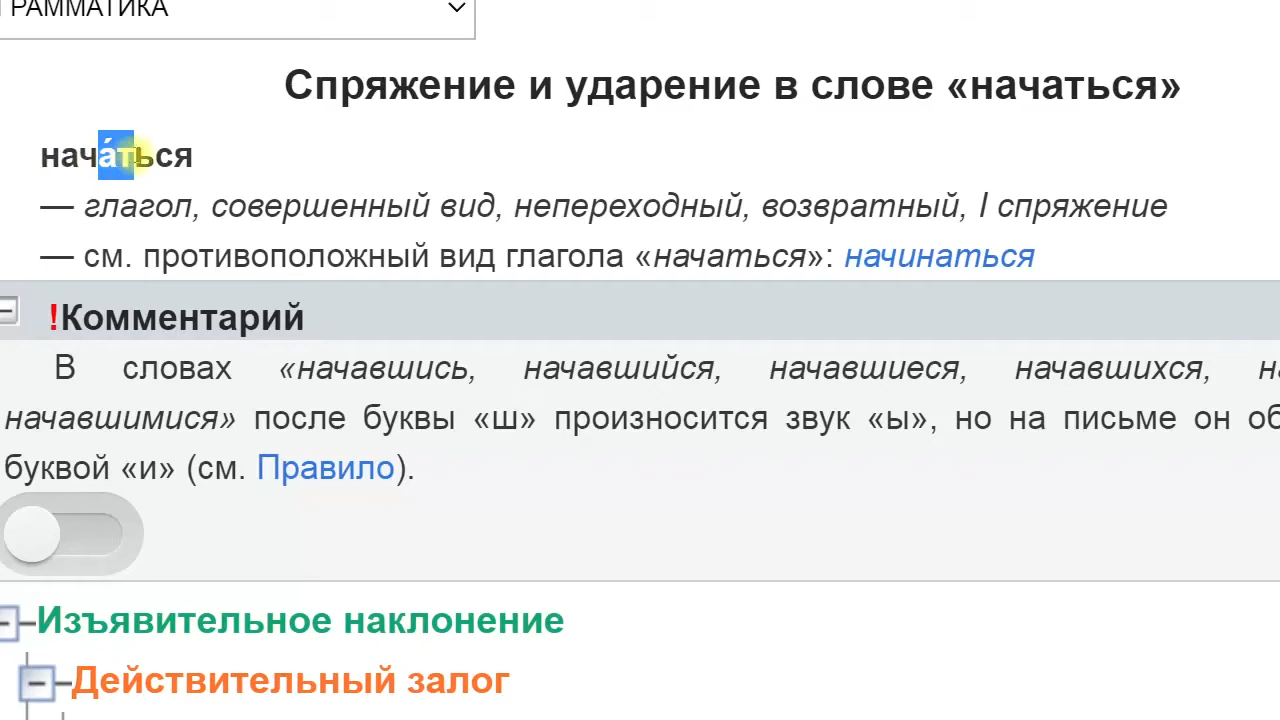 ГРАММАТИКА
Спряжение и ударение в слове «начаться»
нача́ться
— глагол, совершенный вид, непереходный, возвратный, I спряжение
— см. противоположный вид глагола «начаться»: начинаться
!Комментарий
В словах «начавшись, начавшийся, начавшиеся, начавшихся,
начавшимися» после буквы «ш» произносится звук «ы», но на письме он
буквой «и» (см. Правило).
Изъявительное наклонение
Действительный залог